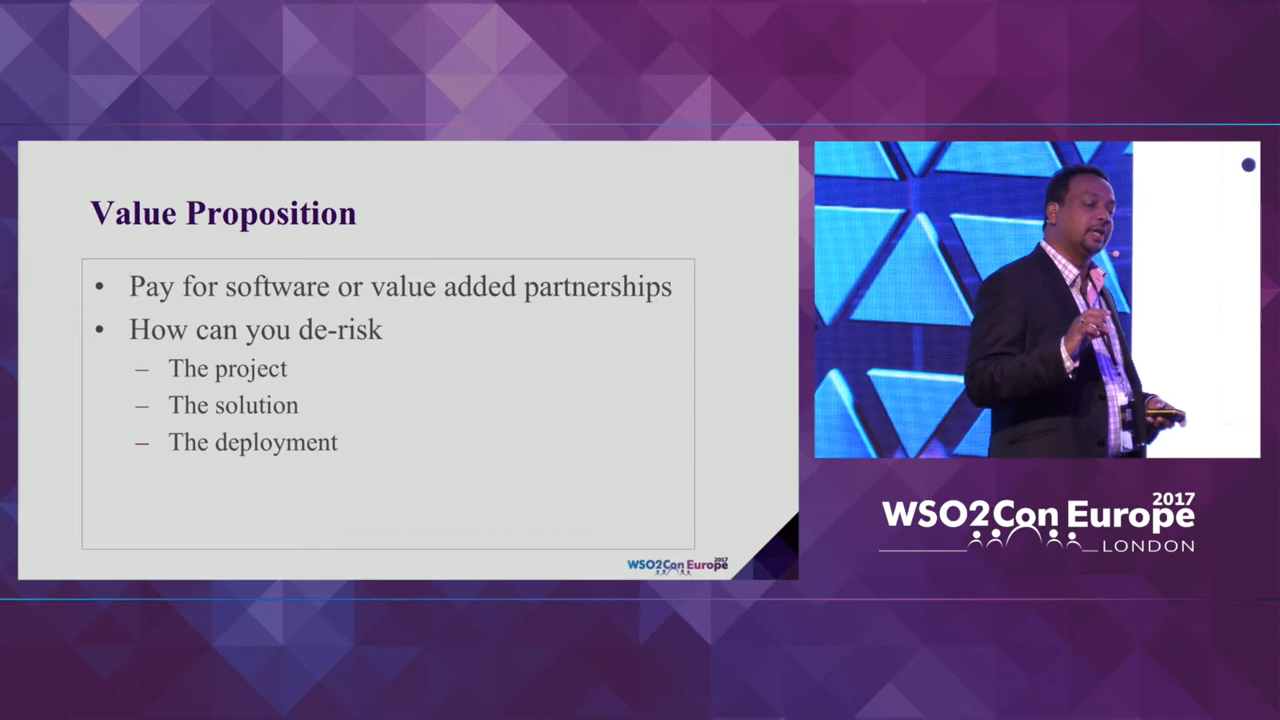 Value Proposition
• Pay for software or value added partnerships
• How can you de-risk
– The project
– The solution
– The deployment
WSO2Con Europe 2017
WSO2Con Europe 2017
LONDON